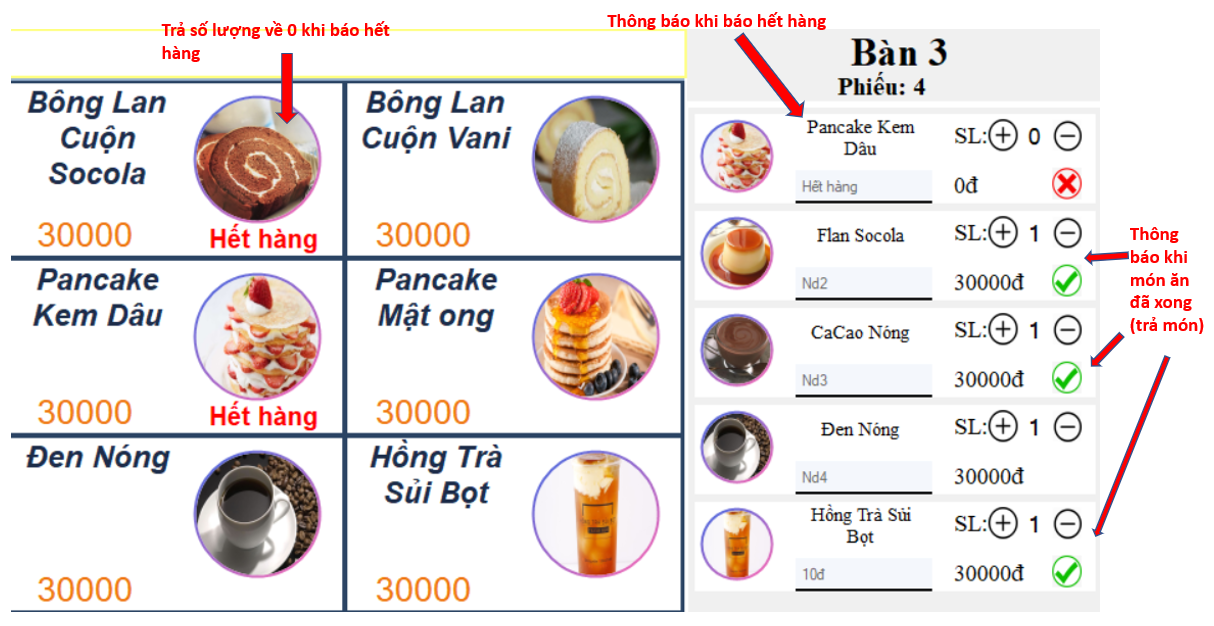 Trả số lượng về 0 khi báo hết
hàng
Thông báo khi báo hết hàng
Bông Lan
Cuộn
Socola
30000
Hết hàng
Bông Lan
Cuộn Vani
30000
Pancake
Kem Dâu
30000
Hết hàng
Pancake
Mật ong
30000
Đen Nóng
30000
Hồng Trà
Sủi Bọt
30000
Bàn 3
Phiếu: 4
Pancake Kem
Dâu
SL: 0
Hết hàng
0đ
Flan Socola
SL: 1
Nd2
30000đ
CaCao Nóng
SL: 1
Nd3
30000đ
Đen Nóng
SL: 1
Nd4
30000đ
Hồng Trà Sủi
Bọt
SL: 1
10đ
30000đ
Thông
báo khi
món ăn
đã xong
(trả món)